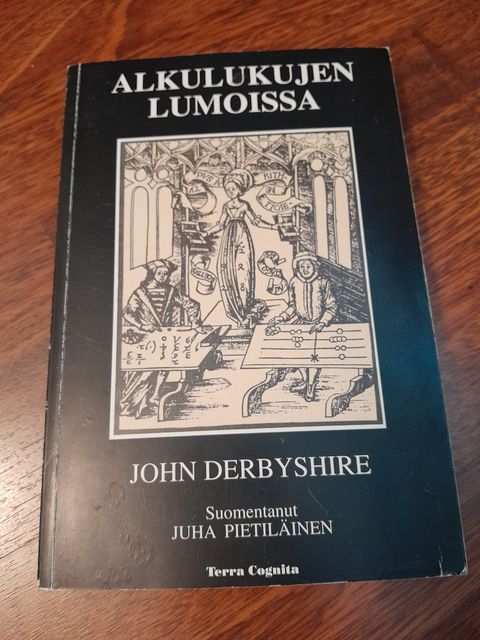 ALKULUKUJEN
LUMOISSA
JOHN DERBYSHIRE
Suomentanut
JUHA PIETILÄINEN
Terra Cognita